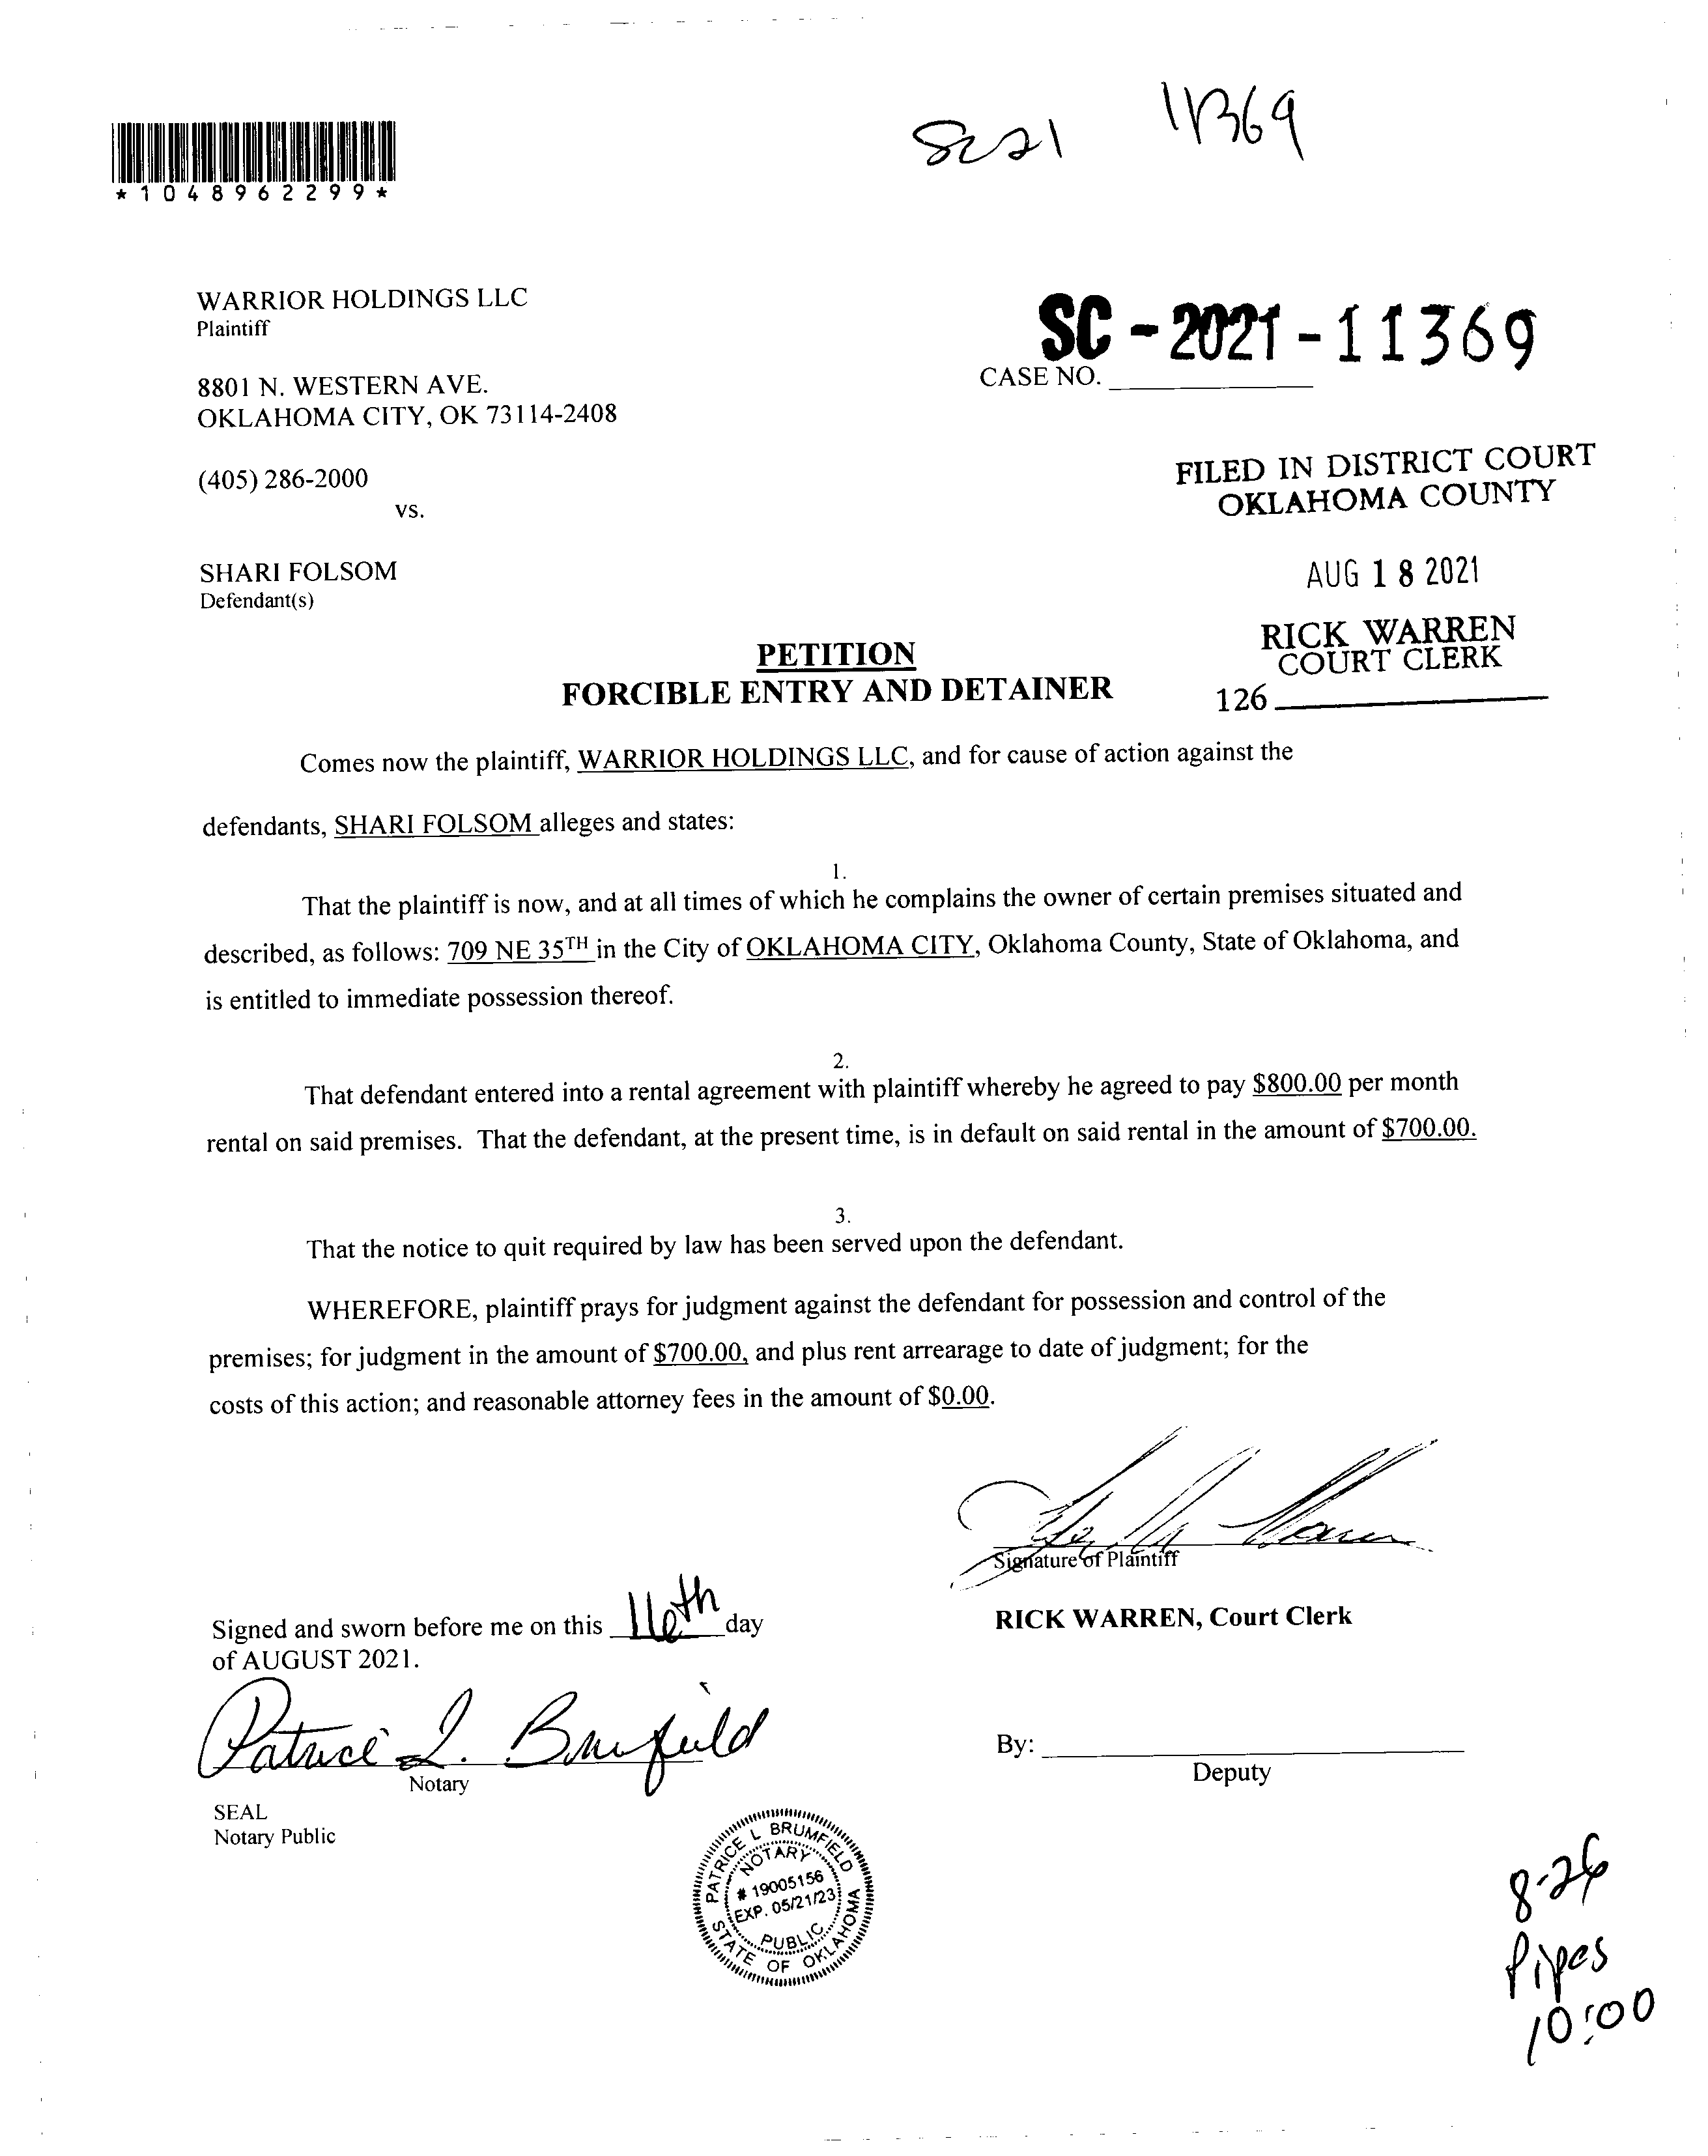 SC21 11369
*1048962299*
WARRIOR HOLDINGS LLC
Plaintiff
SC-2021-11369
CASE NO.
8801 N. WESTERN AVE.
OKLAHOMA CITY, OK 73114-2408
FILED IN DISTRICT COURT
OKLAHOMA COUNTY
(405) 286-2000
vs.
AUG 18 2021
SHARI FOLSOM
Defendant(s)
RICK WARREN
COURT CLERK
126
PETITION
FORCIBLE ENTRY AND DETAINER
Comes now the plaintiff, WARRIOR HOLDINGS LLC, and for cause of action against the
defendants, SHARI FOLSOM alleges and states:
1.
That the plaintiff is now, and at all times of which he complains the owner of certain premises situated and
described, as follows: 709 NE 35TH in the City of OKLAHOMA CITY, Oklahoma County, State of Oklahoma, and
is entitled to immediate possession thereof.
2.
That defendant entered into a rental agreement with plaintiff whereby he agreed to pay $800.00 per month
rental on said premises. That the defendant, at the present time, is in default on said rental in the amount of $700.00.
3.
That the notice to quit required by law has been served upon the defendant.
WHEREFORE, plaintiff prays for judgment against the defendant for possession and control of the
premises; for judgment in the amount of $700.00, and plus rent arrearage to date of judgment; for the
costs of this action; and reasonable attorney fees in the amount of $0.00.
Signature of Plaintiff
Signed and sworn before me on this 16th day
of AUGUST 2021.
RICK WARREN, Court Clerk
Patrice L. Brumfield
Notary
By:
Deputy
SEAL
Notary Public
PATRICE L BRUMFIELD
NOTARY
# 19005156
EXP. 05/21/23
PUBLIC
STATE OF OKLAHOMA
8-26
Pipes
10:00